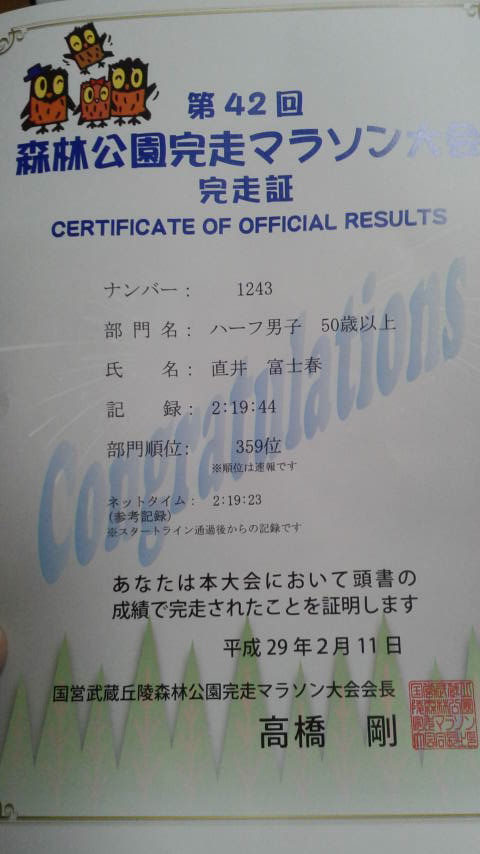 第42回
森林公園完走マラソン大会
完走証
CERTIFICATE OF OFFICIAL RESULTS
Congratulations
ナンバー： 1243
部門名： ハーフ男子 50歳以上
氏 名： 直井 富士春
記 録： 2:19:44
部門順位： 359位
※順位は速報です
ネットタイム： 2:19:23
(参考記録)
※スタートライン通過後からの記録です
あなたは本大会において頭書の
成績で完走されたことを証明します
平成29年2月11日
国営武蔵丘陵森林公園完走マラソン大会会長
高橋 剛